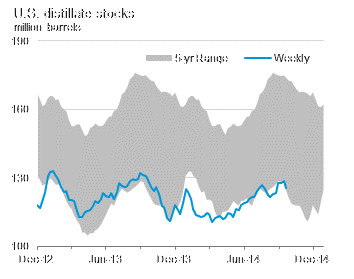 U.S. distillate stocks
million barrels
190
5-yr Range Weekly
160
130
100
Dec-12 Jun-13 Dec-13 Jun-14 Dec-14